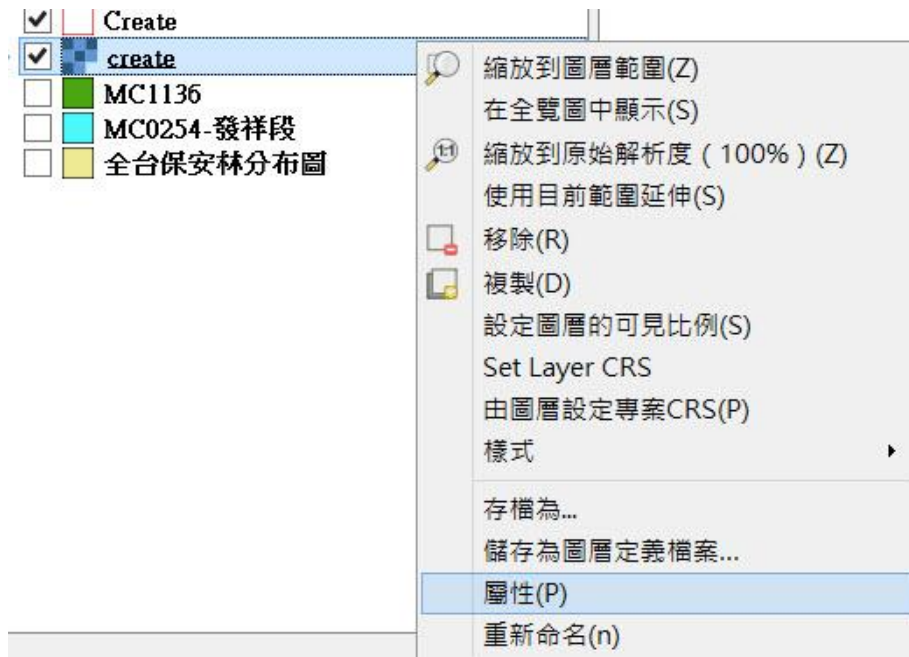 Create
create
MC1136
MC0254-發祥段
全台保安林分布圖
縮放到圖層範圍(Z)
在全覽圖中顯示(S)
1:1
縮放到原始解析度 ( 100% ) (Z)
使用目前範圍延伸(S)
移除(R)
複製(D)
設定圖層的可見比例(S)
Set Layer CRS
由圖層設定專案CRS(P)
樣式
存檔為...
儲存為圖層定義檔案...
屬性(P)
重新命名(n)